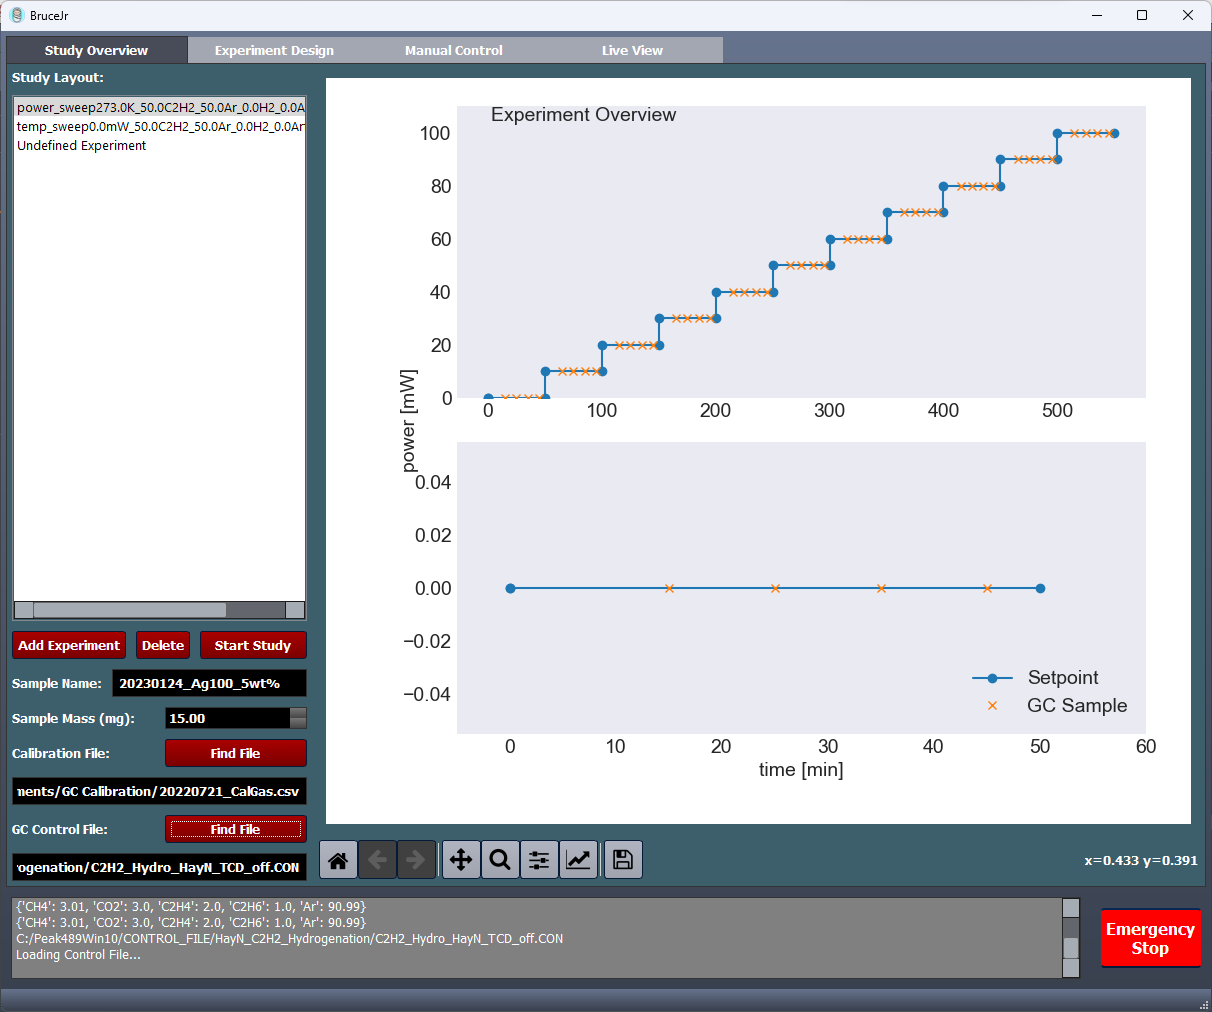 BruceJr
Study Overview
Experiment Design
Manual Control
Live View
Study Layout:
power_sweep273.0K_50.0C2H2_50.0Ar_0.0H2_0.0A
temp_sweep0.0mW_50.0C2H2_50.0Ar_0.0H2_0.0Ar
Undefined Experiment
Add Experiment
Delete
Start Study
Sample Name:
20230124_Ag100_5wt%
Sample Mass (mg):
15.00
Calibration File:
Find File
nents/GC Calibration/20220721_CalGas.csv
GC Control File:
Find File
ogenation/C2H2_Hydro_HayN_TCD_off.CON
Experiment Overview
100
80
60
40
20
0
0
100
200
300
400
500
power [mW]
0.04
0.02
0.00
−0.02
−0.04
Setpoint
GC Sample
0
10
20
30
40
50
60
time [min]
x=0.433 y=0.391
{'CH4': 3.01, 'CO2': 3.0, 'C2H4': 2.0, 'C2H6': 1.0, 'Ar': 90.99}
{'CH4': 3.01, 'CO2': 3.0, 'C2H4': 2.0, 'C2H6': 1.0, 'Ar': 90.99}
C:/Peak489Win10/CONTROL_FILE/HayN_C2H2_Hydrogenation/C2H2_Hydro_HayN_TCD_off.CON
Loading Control File...
Emergency
Stop